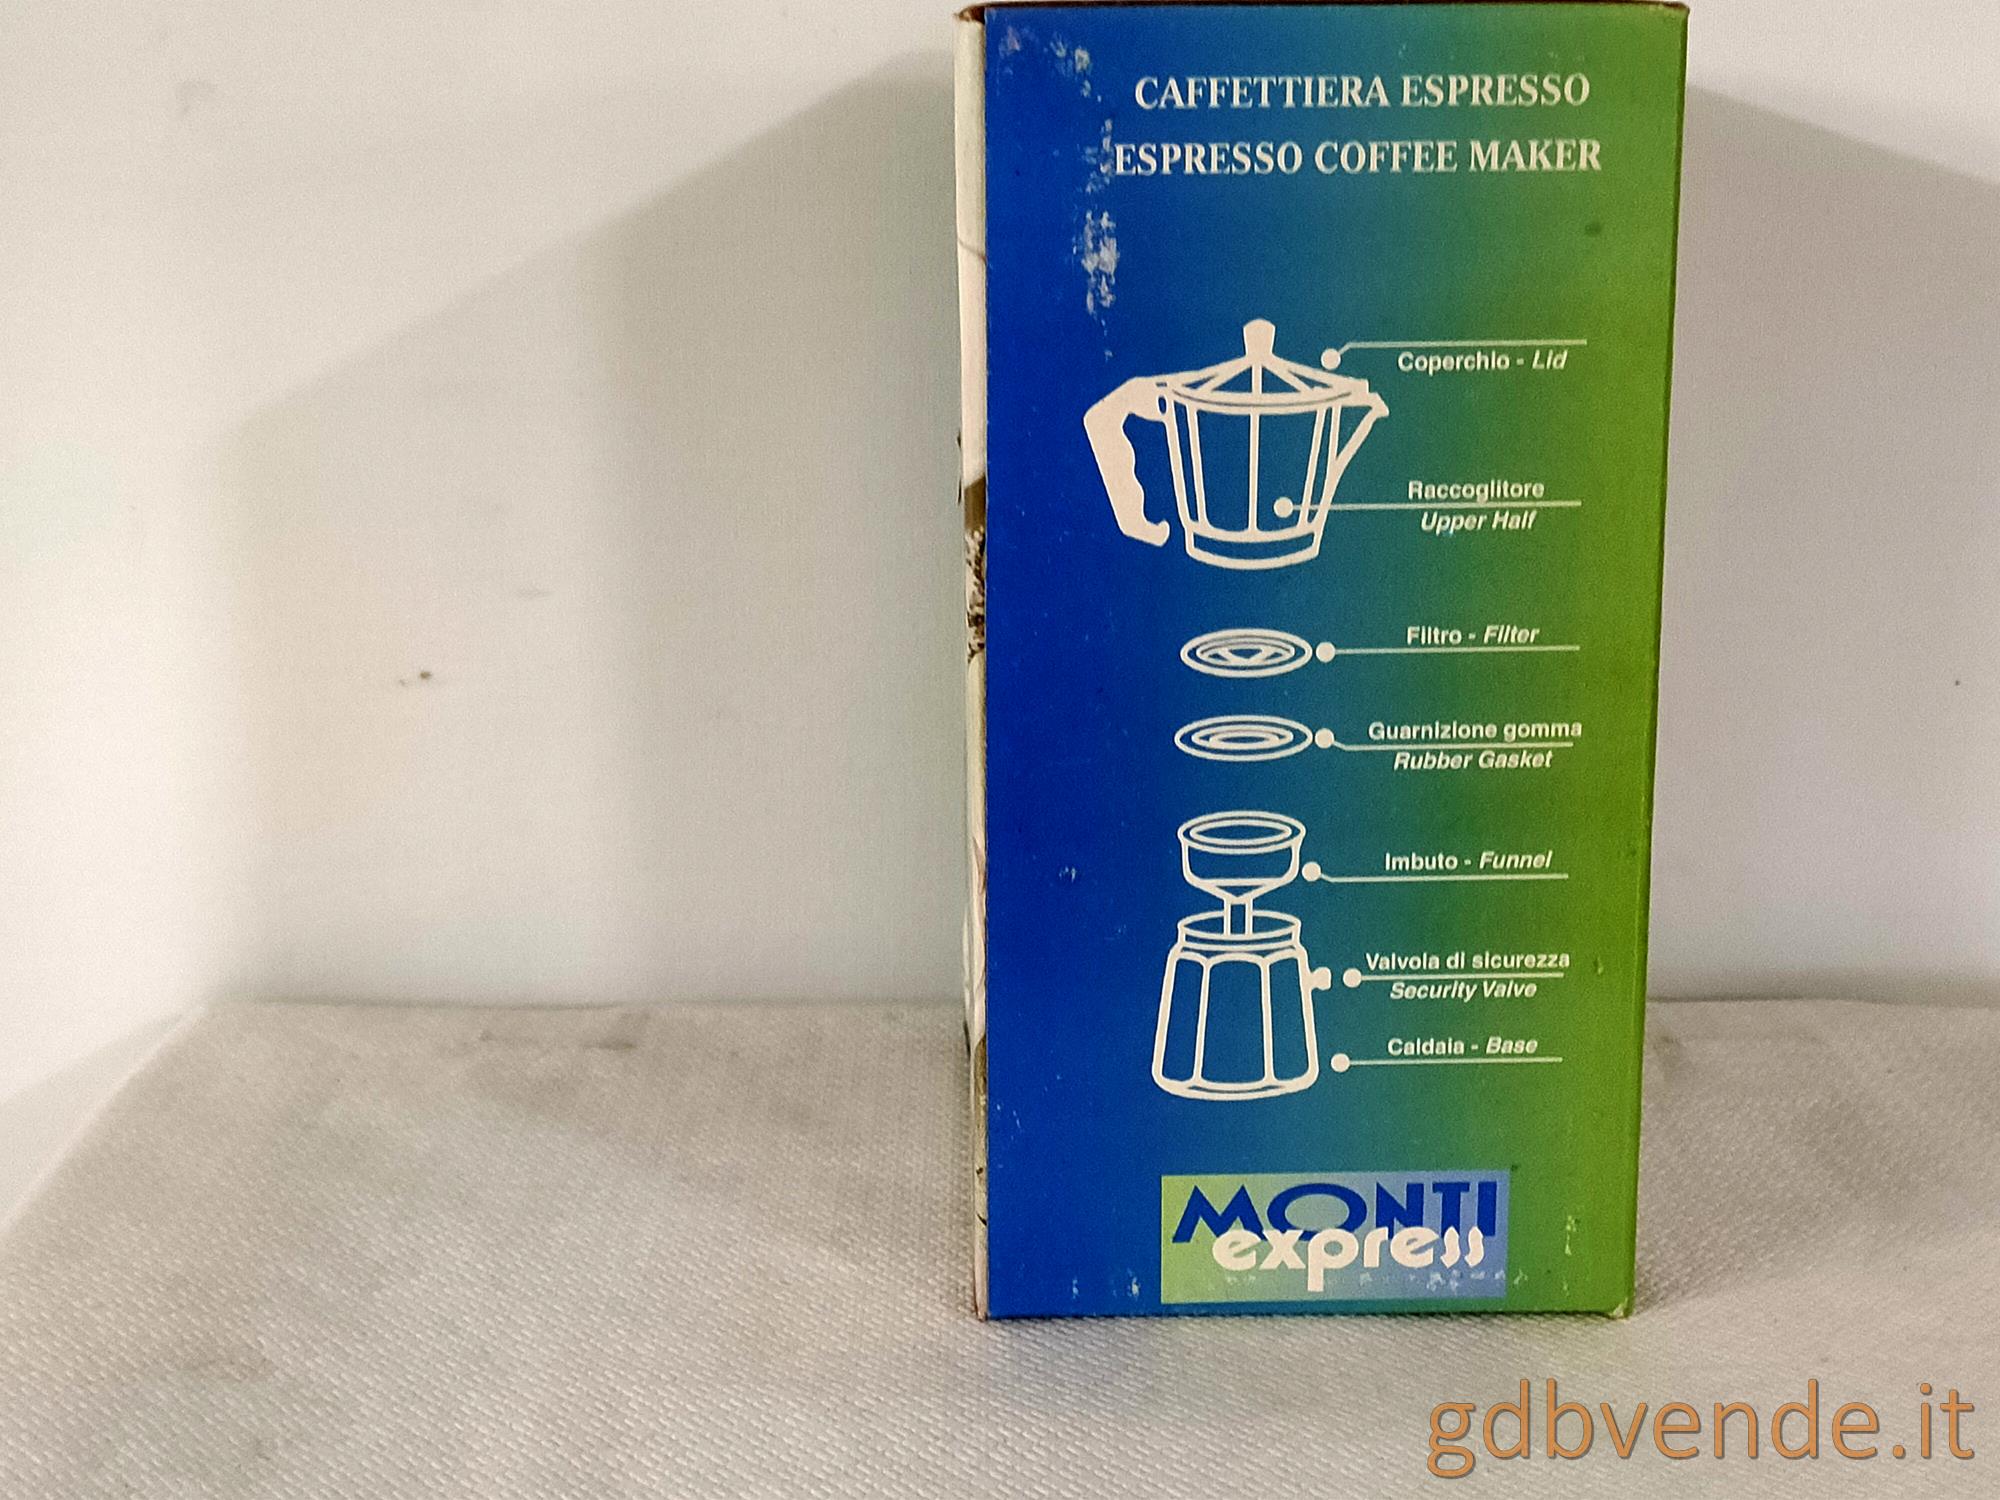 CAFFETTIERA ESPRESSO
ESPRESSO COFFEE MAKER
Coperchio - Lid
Raccoglitore
Upper Half
Filtro - Filter
Guarnizione gomma
Rubber Gasket
Imbuto - Funnel
Valvola di sicurezza
Security Valve
Caldaia - Base
MONTI
express
gdbvende.it